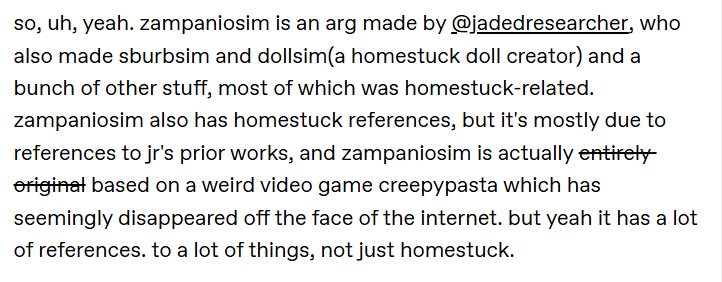 so, uh, yeah. zampaniosim is an arg made by @jadedresearcher, who
also made sburbsim and dollsim(a homestuck doll creator) and a
bunch of other stuff, most of which was homestuck-related.
zampaniosim also has homestuck references, but it's mostly due to
references to jr's prior works, and zampaniosim is actually entirely
original based on a weird video game creepypasta which has
seemingly disappeared off the face of the internet. but yeah it has a lot
of references. to a lot of things, not just homestuck.